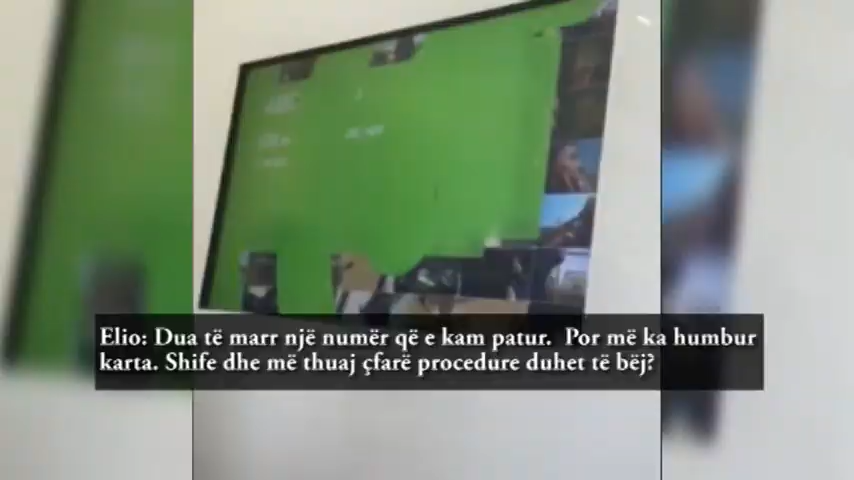 Elio: Dua të marr një numër që e kam patur.  Por më ka humbur
karta. Shife dhe më thuaj çfarë procedure duhet të bëj?